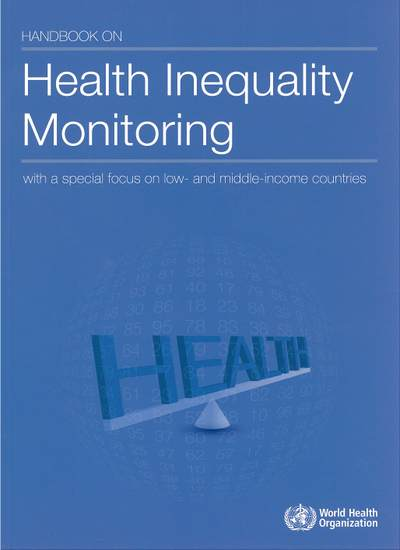 HANDBOOK ON
Health Inequality
Monitoring
with a special focus on low- and middle-income countries
HEALTH
World Health
Organization